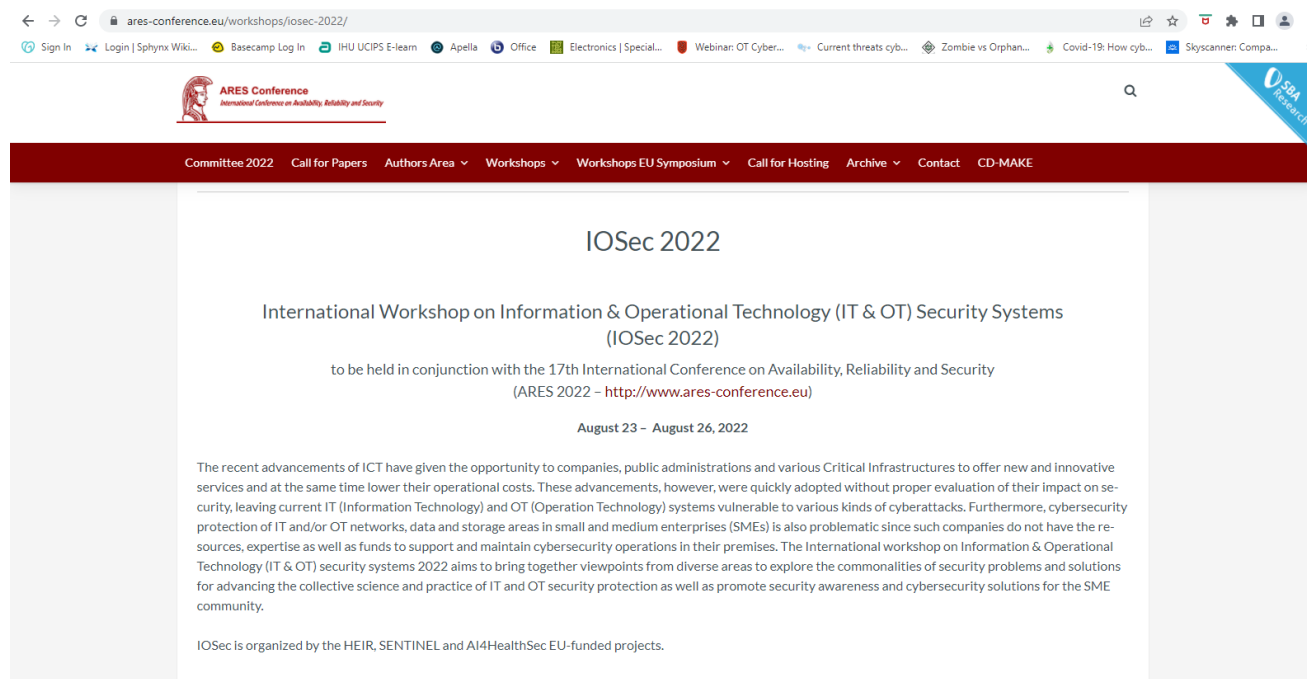 ares-conference.eu/workshops/iosec-2022/
Sign In Login | Sphynx Wiki... Basecamp Log In IHU UCIPS E-learn Apella Office Electronics | Special... Webinar: OT Cyber... Current threats cyb... Zombie vs Orphan... Covid-19: How cyb... Skyscanner: Compa...
ARES Conference
International Conference on Availability, Reliability and Security
SBA
Research
Committee 2022 Call for Papers Authors Area Workshops Workshops EU Symposium Call for Hosting Archive Contact CD-MAKE
IOSec 2022
International Workshop on Information & Operational Technology (IT & OT) Security Systems
(IOSec 2022)
to be held in conjunction with the 17th International Conference on Availability, Reliability and Security
(ARES 2022 – http://www.ares-conference.eu)
August 23 – August 26, 2022
The recent advancements of ICT have given the opportunity to companies, public administrations and various Critical Infrastructures to offer new and innovative
services and at the same time lower their operational costs. These advancements, however, were quickly adopted without proper evaluation of their impact on se-
curity, leaving current IT (Information Technology) and OT (Operation Technology) systems vulnerable to various kinds of cyberattacks. Furthermore, cybersecurity
protection of IT and/or OT networks, data and storage areas in small and medium enterprises (SMEs) is also problematic since such companies do not have the re-
sources, expertise as well as funds to support and maintain cybersecurity operations in their premises. The International workshop on Information & Operational
Technology (IT & OT) security systems 2022 aims to bring together viewpoints from diverse areas to explore the commonalities of security problems and solutions
for advancing the collective science and practice of IT and OT security protection as well as promote security awareness and cybersecurity solutions for the SME
community.
IOSec is organized by the HEIR, SENTINEL and AI4HealthSec EU-funded projects.